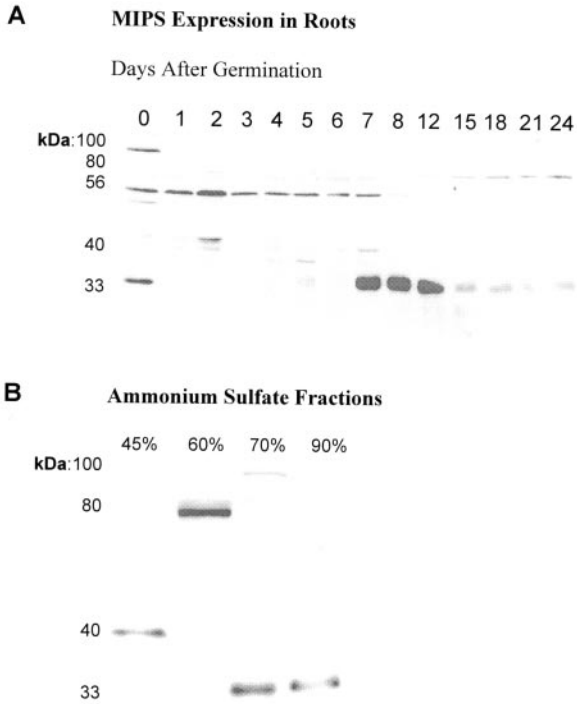 A
MIPS Expression in Roots
Days After Germination
0 1 2 3 4 5 6 7 8 12 15 18 21 24
kDa:100
80
56
40
33
B
Ammonium Sulfate Fractions
45% 60% 70% 90%
kDa:100
80
40
33